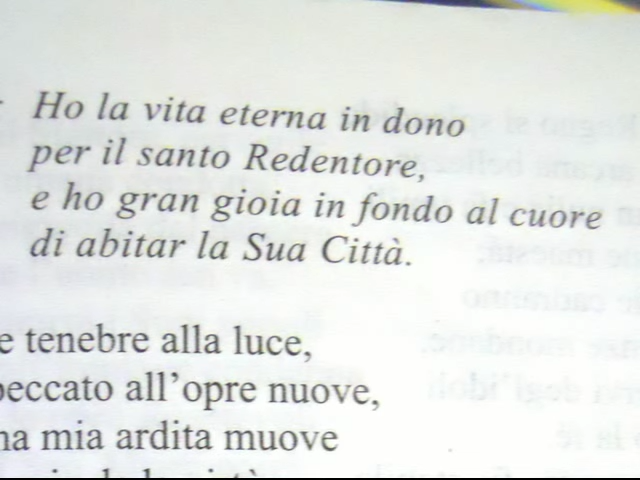 Ho la vita eterna in dono
per il santo Redentore,
e ho gran gioia in fondo al cuore
di abitar la Sua Città.
e tenebre alla luce,
peccato all'opre nuove,
mia ardita muove